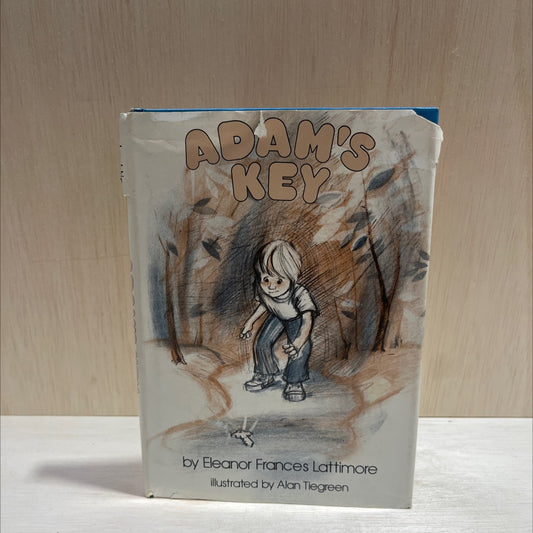 ADAM'S
KEY
by Eleanor Frances Lattimore
illustrated by Alan Tiegreen